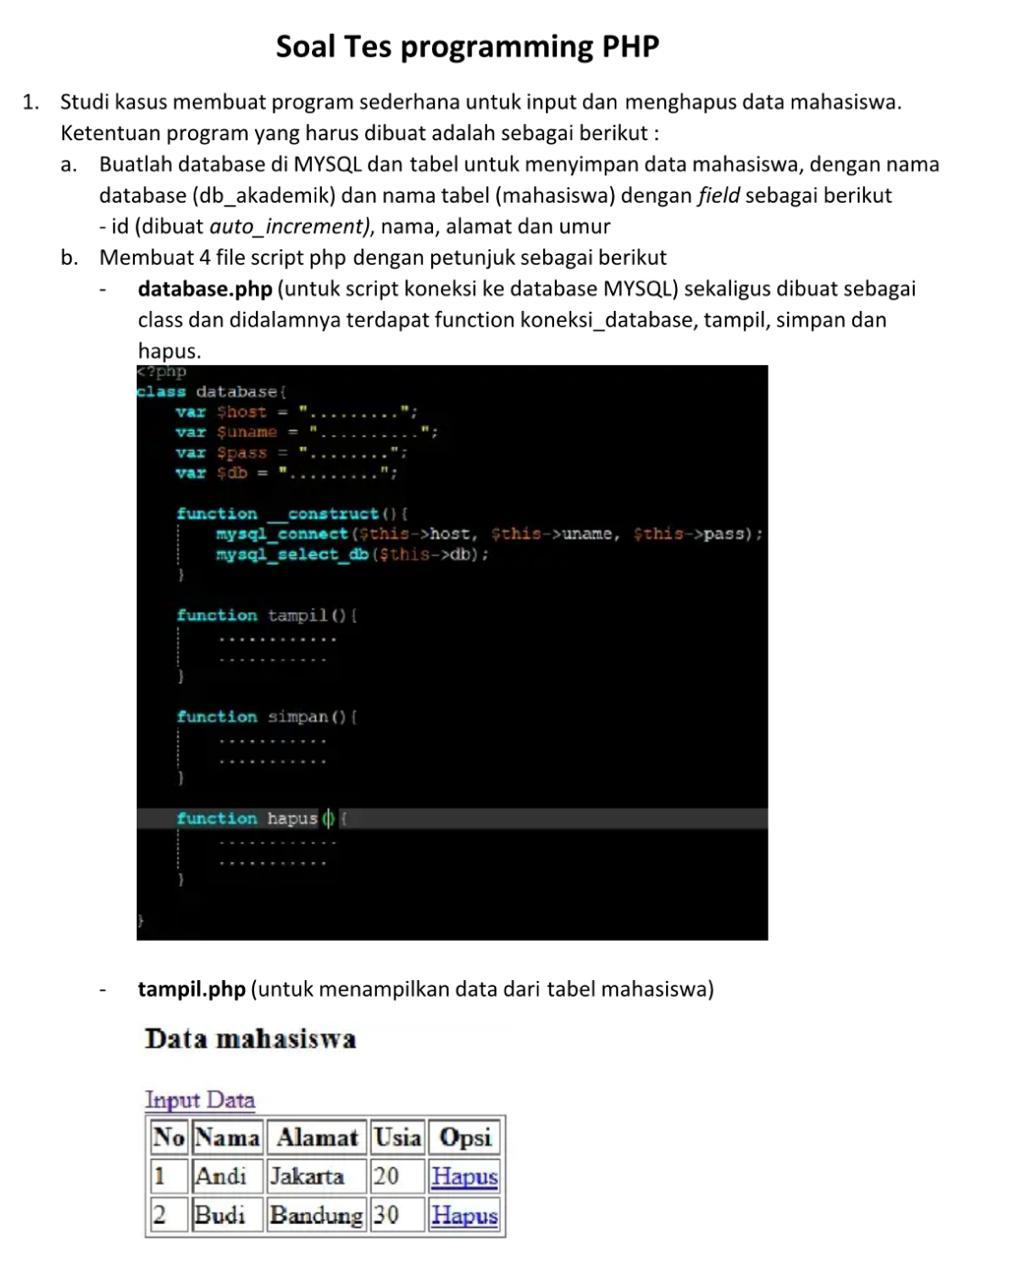 Soal Tes programming PHP
1. Studi kasus membuat program sederhana untuk input dan menghapus data mahasiswa.
Ketentuan program yang harus dibuat adalah sebagai berikut :
a. Buatlah database di MYSQL dan tabel untuk menyimpan data mahasiswa, dengan nama
database (db_akademik) dan nama tabel (mahasiswa) dengan field sebagai berikut
- id (dibuat auto_increment), nama, alamat dan umur
b. Membuat 4 file script php dengan petunjuk sebagai berikut
- database.php (untuk script koneksi ke database MYSQL) sekaligus dibuat sebagai
class dan didalamnya terdapat function koneksi_database, tampil, simpan dan
hapus.
<?php
class database{
var $host = ".........";
var $uname = "..........";
var $pass = "........";
var $db = ".........";
function __construct(){
mysql_connect($this->host, $this->uname, $this->pass);
mysql_select_db($this->db);
}
function tampil(){
............
...........
}
function simpan(){
...........
...........
}
function hapus(){
............
...........
}
}
- tampil.php (untuk menampilkan data dari tabel mahasiswa)
Data mahasiswa
Input Data
No Nama Alamat Usia Opsi
1 Andi Jakarta 20 Hapus
2 Budi Bandung 30 Hapus